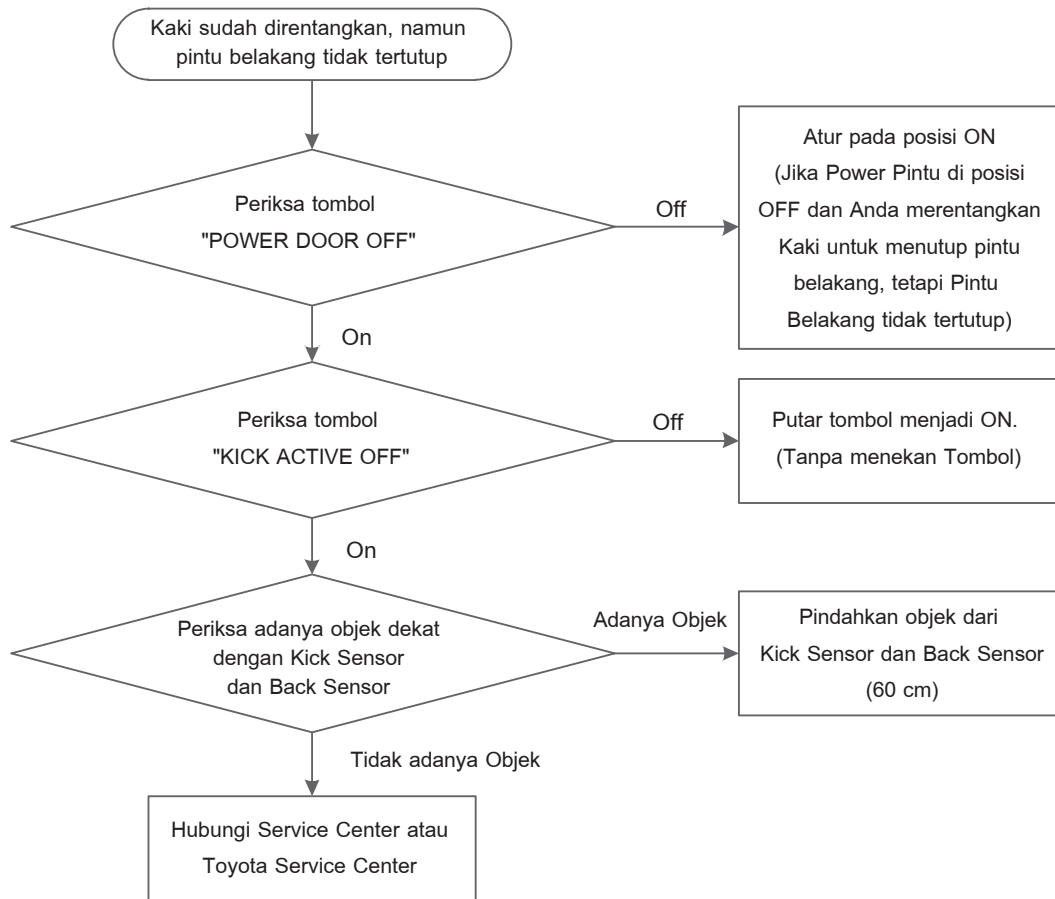 Kaki sudah direntangkan, namun
pintu belakang tidak tertutup
Periksa tombol
"POWER DOOR OFF"
Off
Atur pada posisi ON
(Jika Power Pintu di posisi
OFF dan Anda merentangkan
Kaki untuk menutup pintu
belakang, tetapi Pintu
Belakang tidak tertutup)
On
Periksa tombol
"KICK ACTIVE OFF"
Off
Putar tombol menjadi ON.
(Tanpa menekan Tombol)
On
Periksa adanya objek dekat
dengan Kick Sensor
dan Back Sensor
Adanya Objek
Pindahkan objek dari
Kick Sensor dan Back Sensor
(60 cm)
Tidak adanya Objek
Hubungi Service Center atau
Toyota Service Center